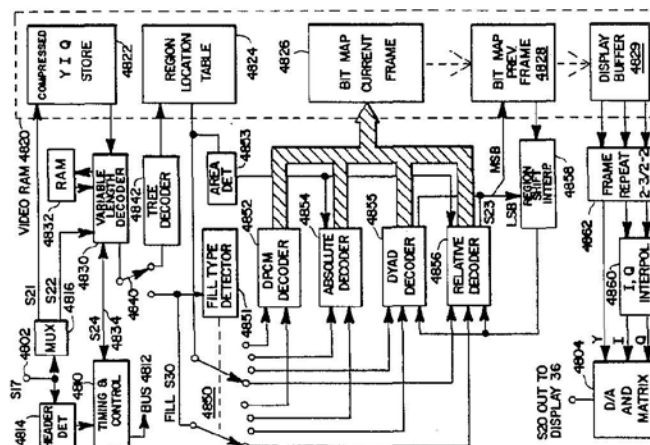 VIDEO RAM 4820
COMPRESSED
Y I Q
STORE
4822
REGION
LOCATION
TABLE
4824
4826
BIT MAP
CURRENT
FRAME
BIT MAP
PREV.
FRAME
4828
DISPLAY
BUFFER
4829
S21
S22
4816
4802
S17
MUX
4814
HEADER
DET
TIMING &
CONTROL
4810
BUS 4812
S24
4834
RAM
4832
VARIABLE
LENGTH
DECODER
4830
4840
TREE
DECODER
4842
AREA
DET
4853
FILL TYPE
DETECTOR
4851
FILL S30
4850
4852
DPCM
DECODER
4854
ABSOLUTE
DECODER
4855
DYAD
DECODER
4856
RELATIVE
DECODER
S23
MSB
LSB
REGION
SHIFT
INTERP.
4858
4862
FRAME
REPEAT
2-3/2-2
4860
I,Q
INTERPOL
Y
I
Q
4804
D/A
AND
MATRIX
S20 OUT TO
DISPLAY 36